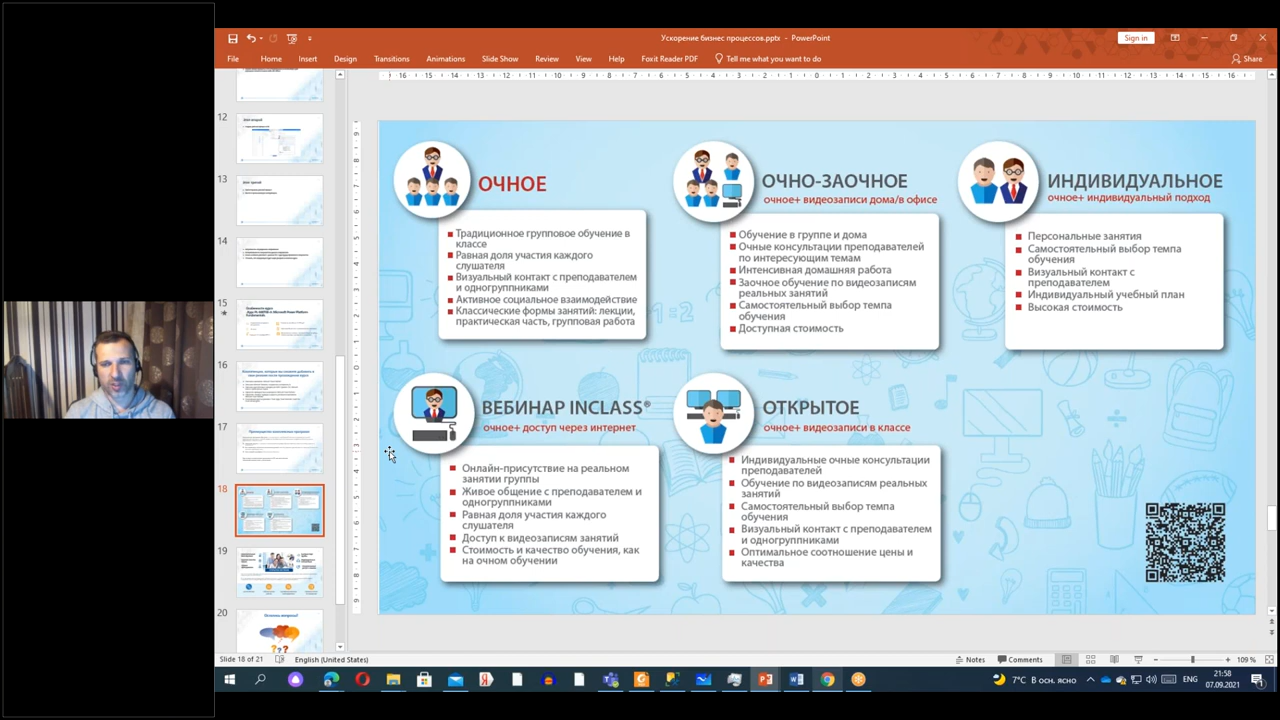 Ускорение бизнес процессов.pptx - PowerPoint
Sign in
File Home Insert Design Transitions Animations Slide Show Review View Help Foxit Reader PDF Tell me what you want to do Share
12
13
14
15
16
17
18
19
20
ОЧНОЕ
Традиционное групповое обучение в
классе
Равная доля участия каждого
слушателя
Визуальный контакт с преподавателем
и одногруппниками
Активное социальное взаимодействие
Классические формы занятий: лекции,
практическая часть, групповая работа
ОЧНО-ЗАОЧНОЕ
очное+ видеозаписи дома/в офисе
Обучение в группе и дома
Очные консультации преподавателей
по интересующим темам
Интенсивная домашняя работа
Заочное обучение по видеозаписям
реальных занятий
Самостоятельный выбор темпа
обучения
Доступная стоимость
ИНДИВИДУАЛЬНОЕ
очное+ индивидуальный подход
Персональные занятия
Самостоятельный выбор темпа
обучения
Визуальный контакт с
преподавателем
Индивидуальный учебный план
Высокая стоимость
ВЕБИНАР INCLASS®
очное+ доступ через интернет
Онлайн-присутствие на реальном
занятии группы
Живое общение с преподавателем и
одногруппниками
Равная доля участия каждого
слушателя
Доступ к видеозаписям занятий
Стоимость и качество обучения, как
на очном обучении
ОТКРЫТОЕ
очное+ видеозаписи в классе
Индивидуальные очные консультации
преподавателей
Обучение по видеозаписям реальных
занятий
Самостоятельный выбор темпа
обучения
Визуальный контакт с преподавателем
и одногруппниками
Оптимальное соотношение цены и
качества
Slide 18 of 21 English (United States) Notes Comments 109 %
7°C В осн. ясно ENG 21:58
07.09.2021